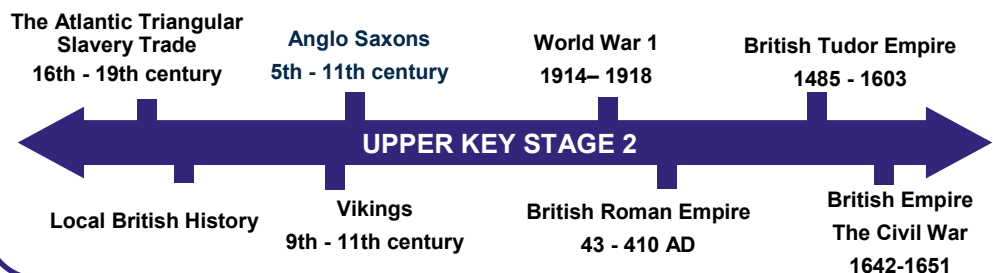 The Atlantic Triangular
Slavery Trade
16th - 19th century
Anglo Saxons
5th - 11th century
World War 1
1914– 1918
British Tudor Empire
1485 - 1603
UPPER KEY STAGE 2
Local British History
Vikings
9th - 11th century
British Roman Empire
43 - 410 AD
British Empire
The Civil War
1642-1651